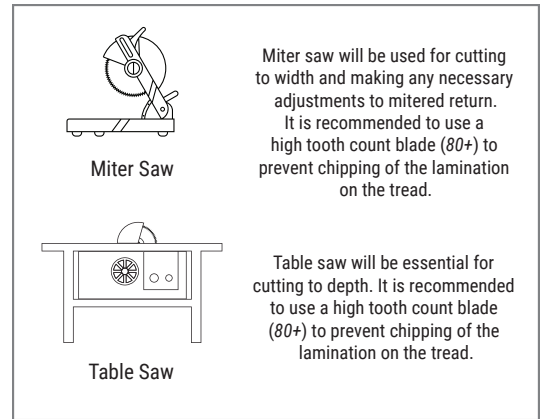 Miter saw will be used for cutting
to width and making any necessary
adjustments to mitered return.
It is recommended to use a
high tooth count blade (80+) to
prevent chipping of the lamination
on the tread.
Miter Saw
Table saw will be essential for
cutting to depth. It is recommended
to use a high tooth count blade
(80+) to prevent chipping of the
lamination on the tread.
Table Saw